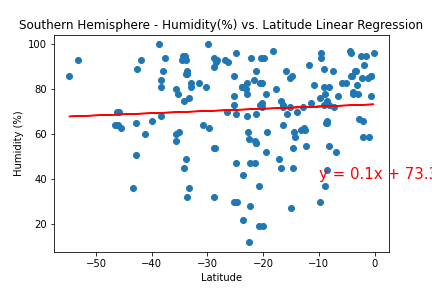 Southern Hemisphere - Humidity(%) vs. Latitude Linear Regression
100
80
60
40
20
Humidity (%)
y = 0.1x + 73.
−50
−40
−30
−20
−10
0
Latitude